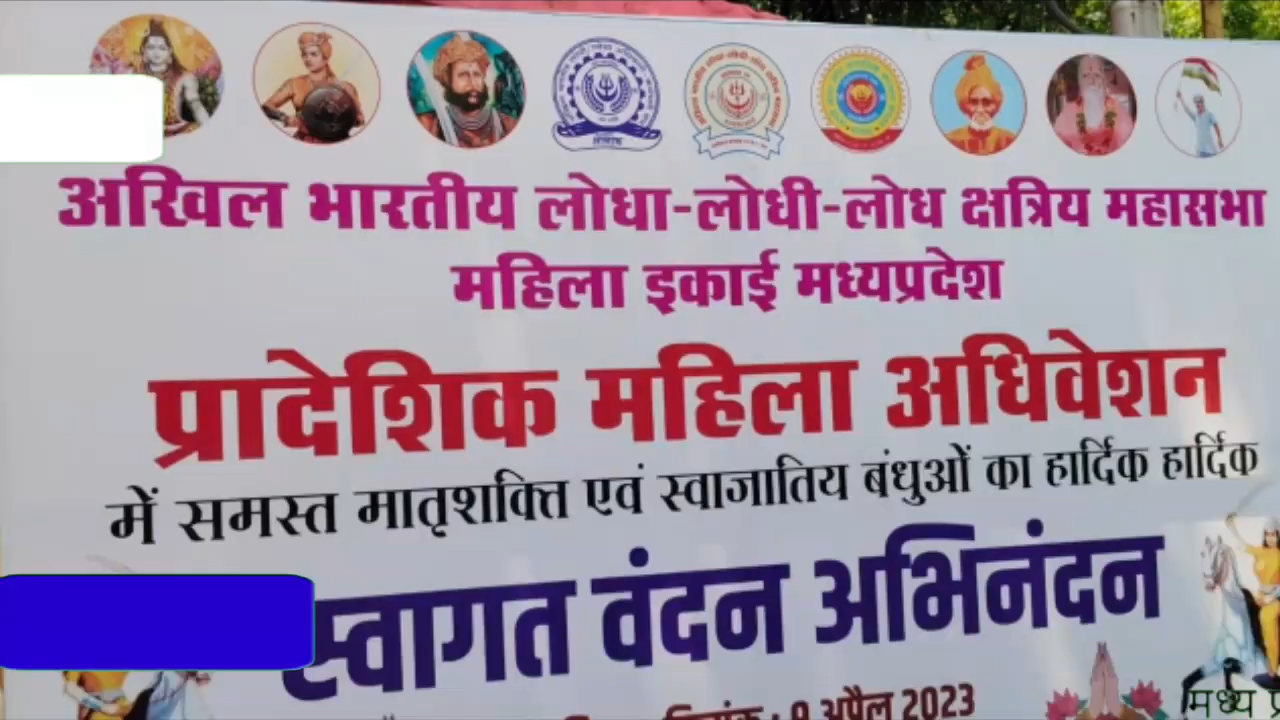 अखिल भारतीय लोधा-लोधी-लोध क्षत्रिय महासभा
महिला इकाई मध्यप्रदेश
प्रादेशिक महिला अधिवेशन
में समस्त मातृशक्ति एवं स्वाजातिय बंधुओं का हार्दिक हार्दिक
स्वागत वंदन अभिनंदन
: 9 अप्रैल 2023
मध्य